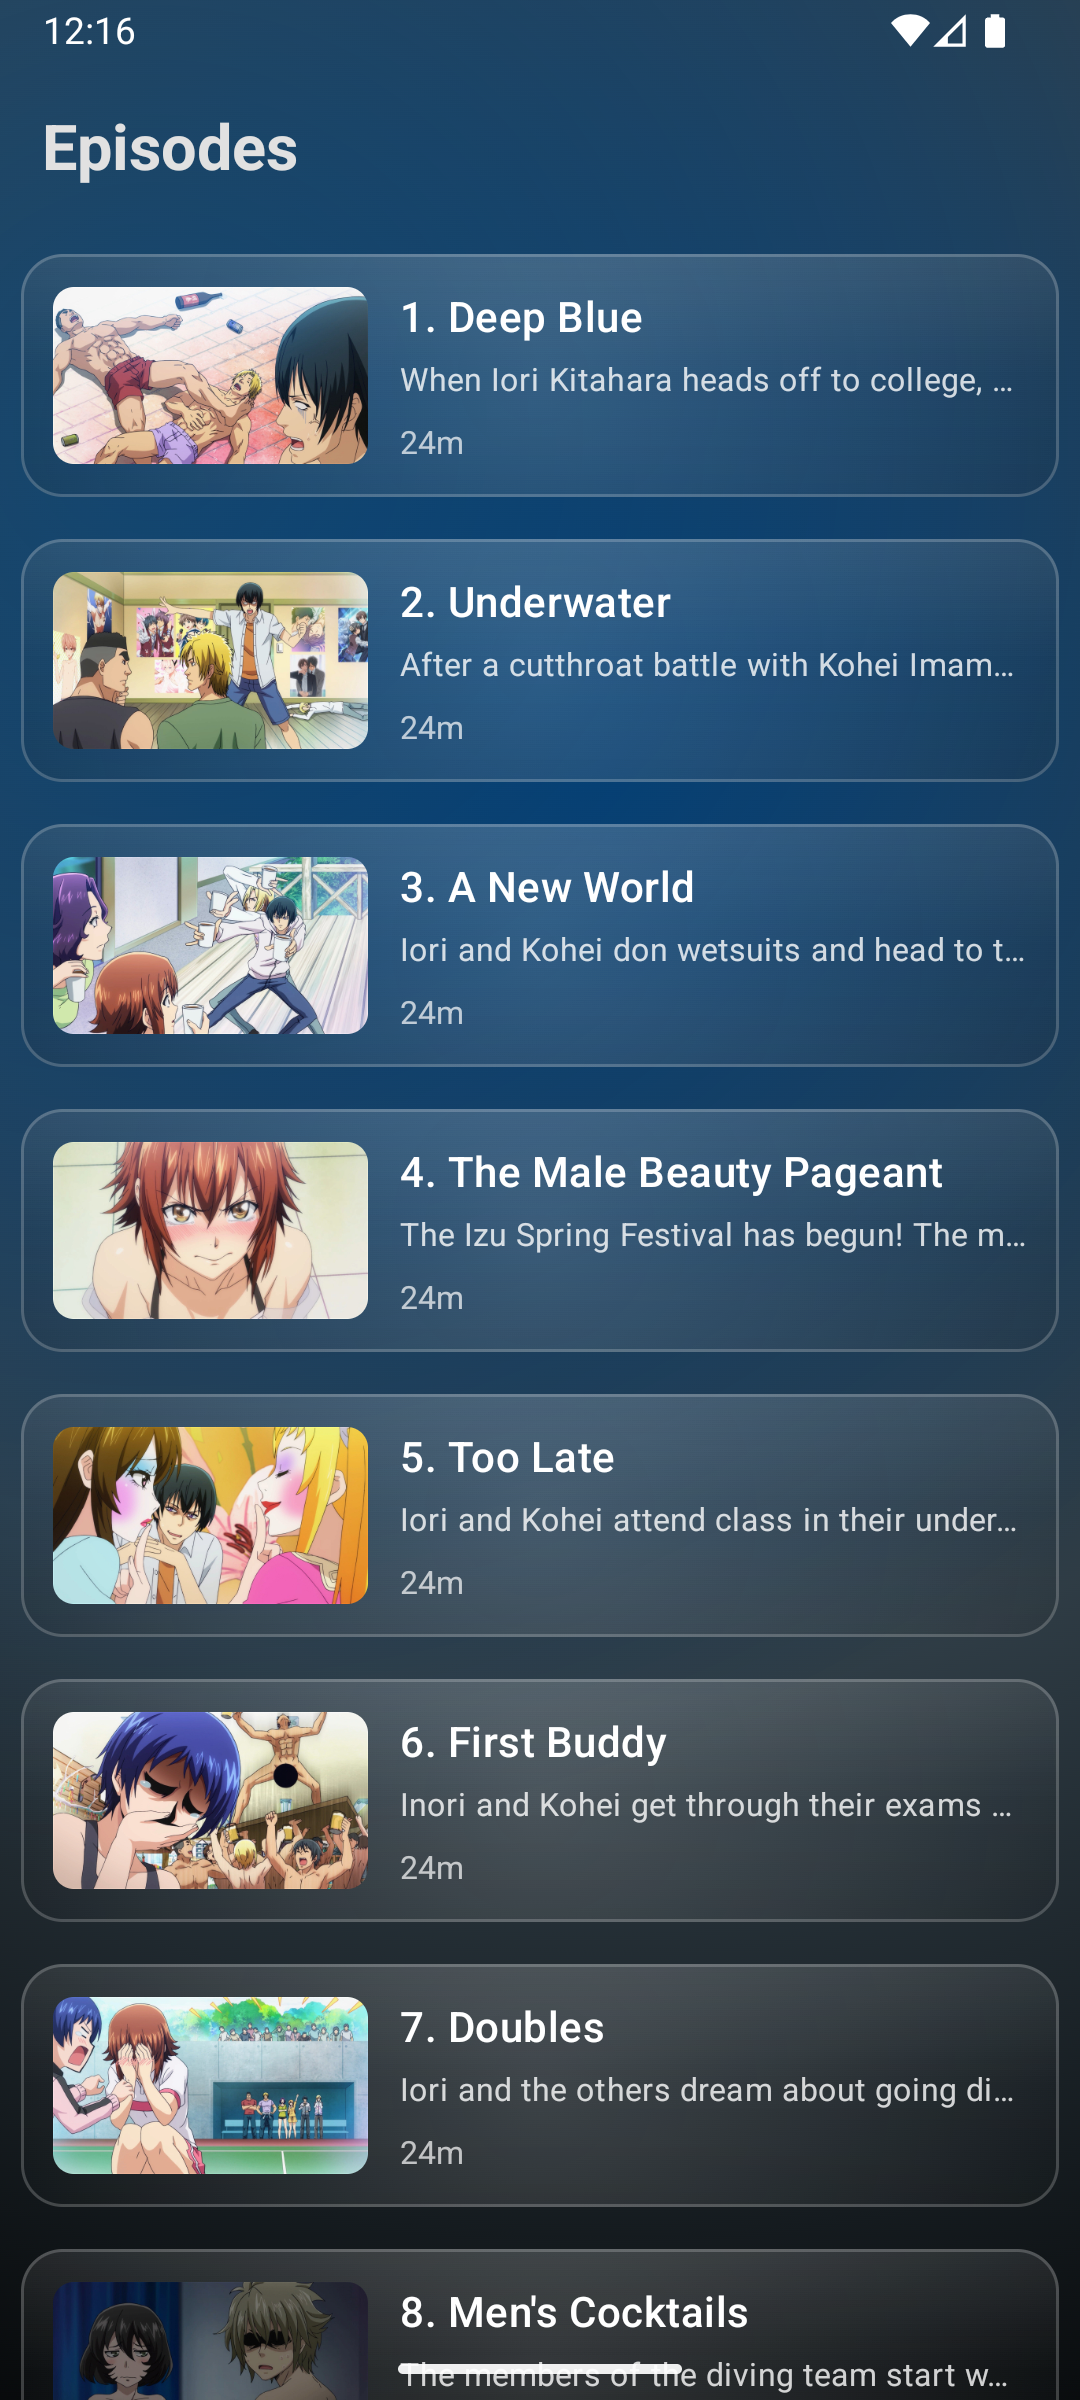 12:16
Episodes
1. Deep Blue
When Iori Kitahara heads off to college, …
24m
2. Underwater
After a cutthroat battle with Kohei Imam…
24m
3. A New World
Iori and Kohei don wetsuits and head to t…
24m
4. The Male Beauty Pageant
The Izu Spring Festival has begun! The m…
24m
5. Too Late
Iori and Kohei attend class in their under…
24m
6. First Buddy
Inori and Kohei get through their exams …
24m
7. Doubles
Iori and the others dream about going di…
24m
8. Men's Cocktails
The members of the diving team start w…